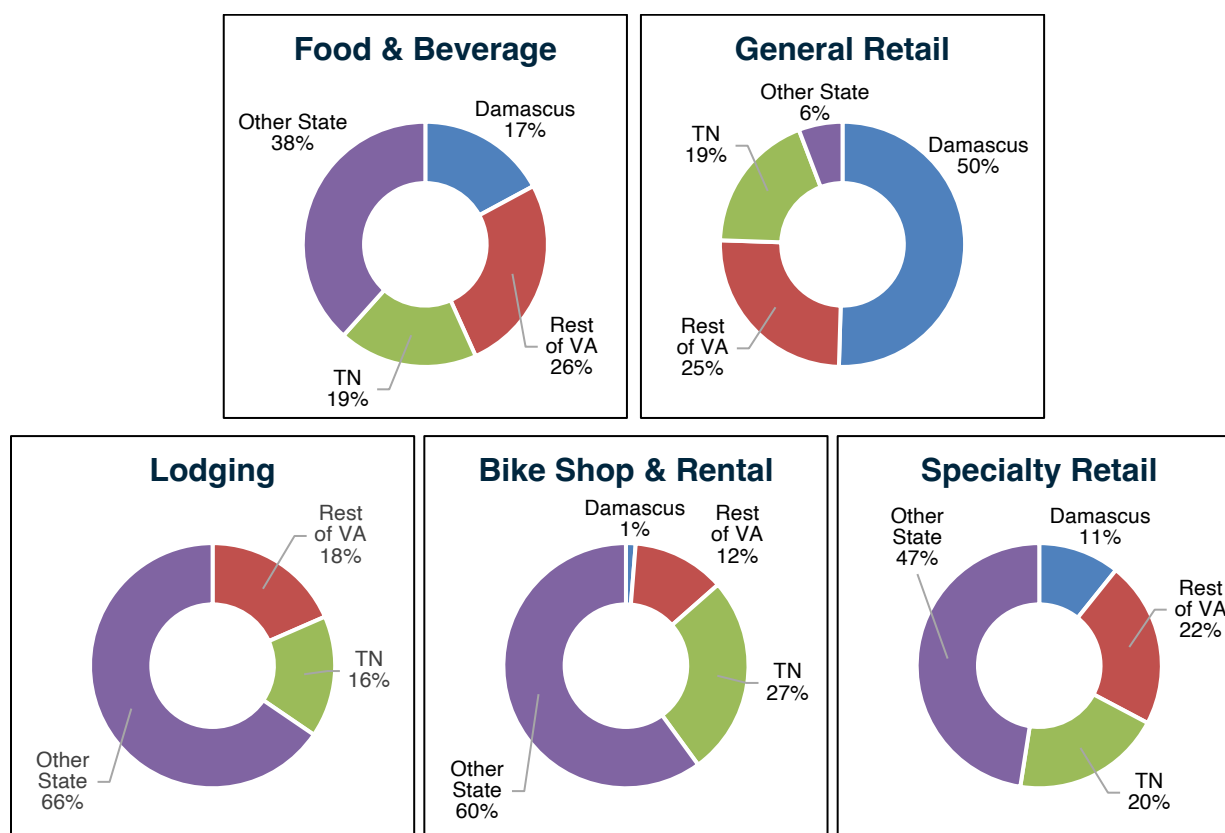 Food & Beverage
Other State
38%
Damascus
17%
Rest
of VA
26%
TN
19%
General Retail
Other State
6%
TN
19%
Damascus
50%
Rest
of VA
25%
Lodging
Rest
of VA
18%
TN
16%
Other
State
66%
Bike Shop & Rental
Damascus
1%
Rest
of VA
12%
TN
27%
Other
State
60%
Specialty Retail
Other
State
47%
Damascus
11%
Rest
of VA
22%
TN
20%